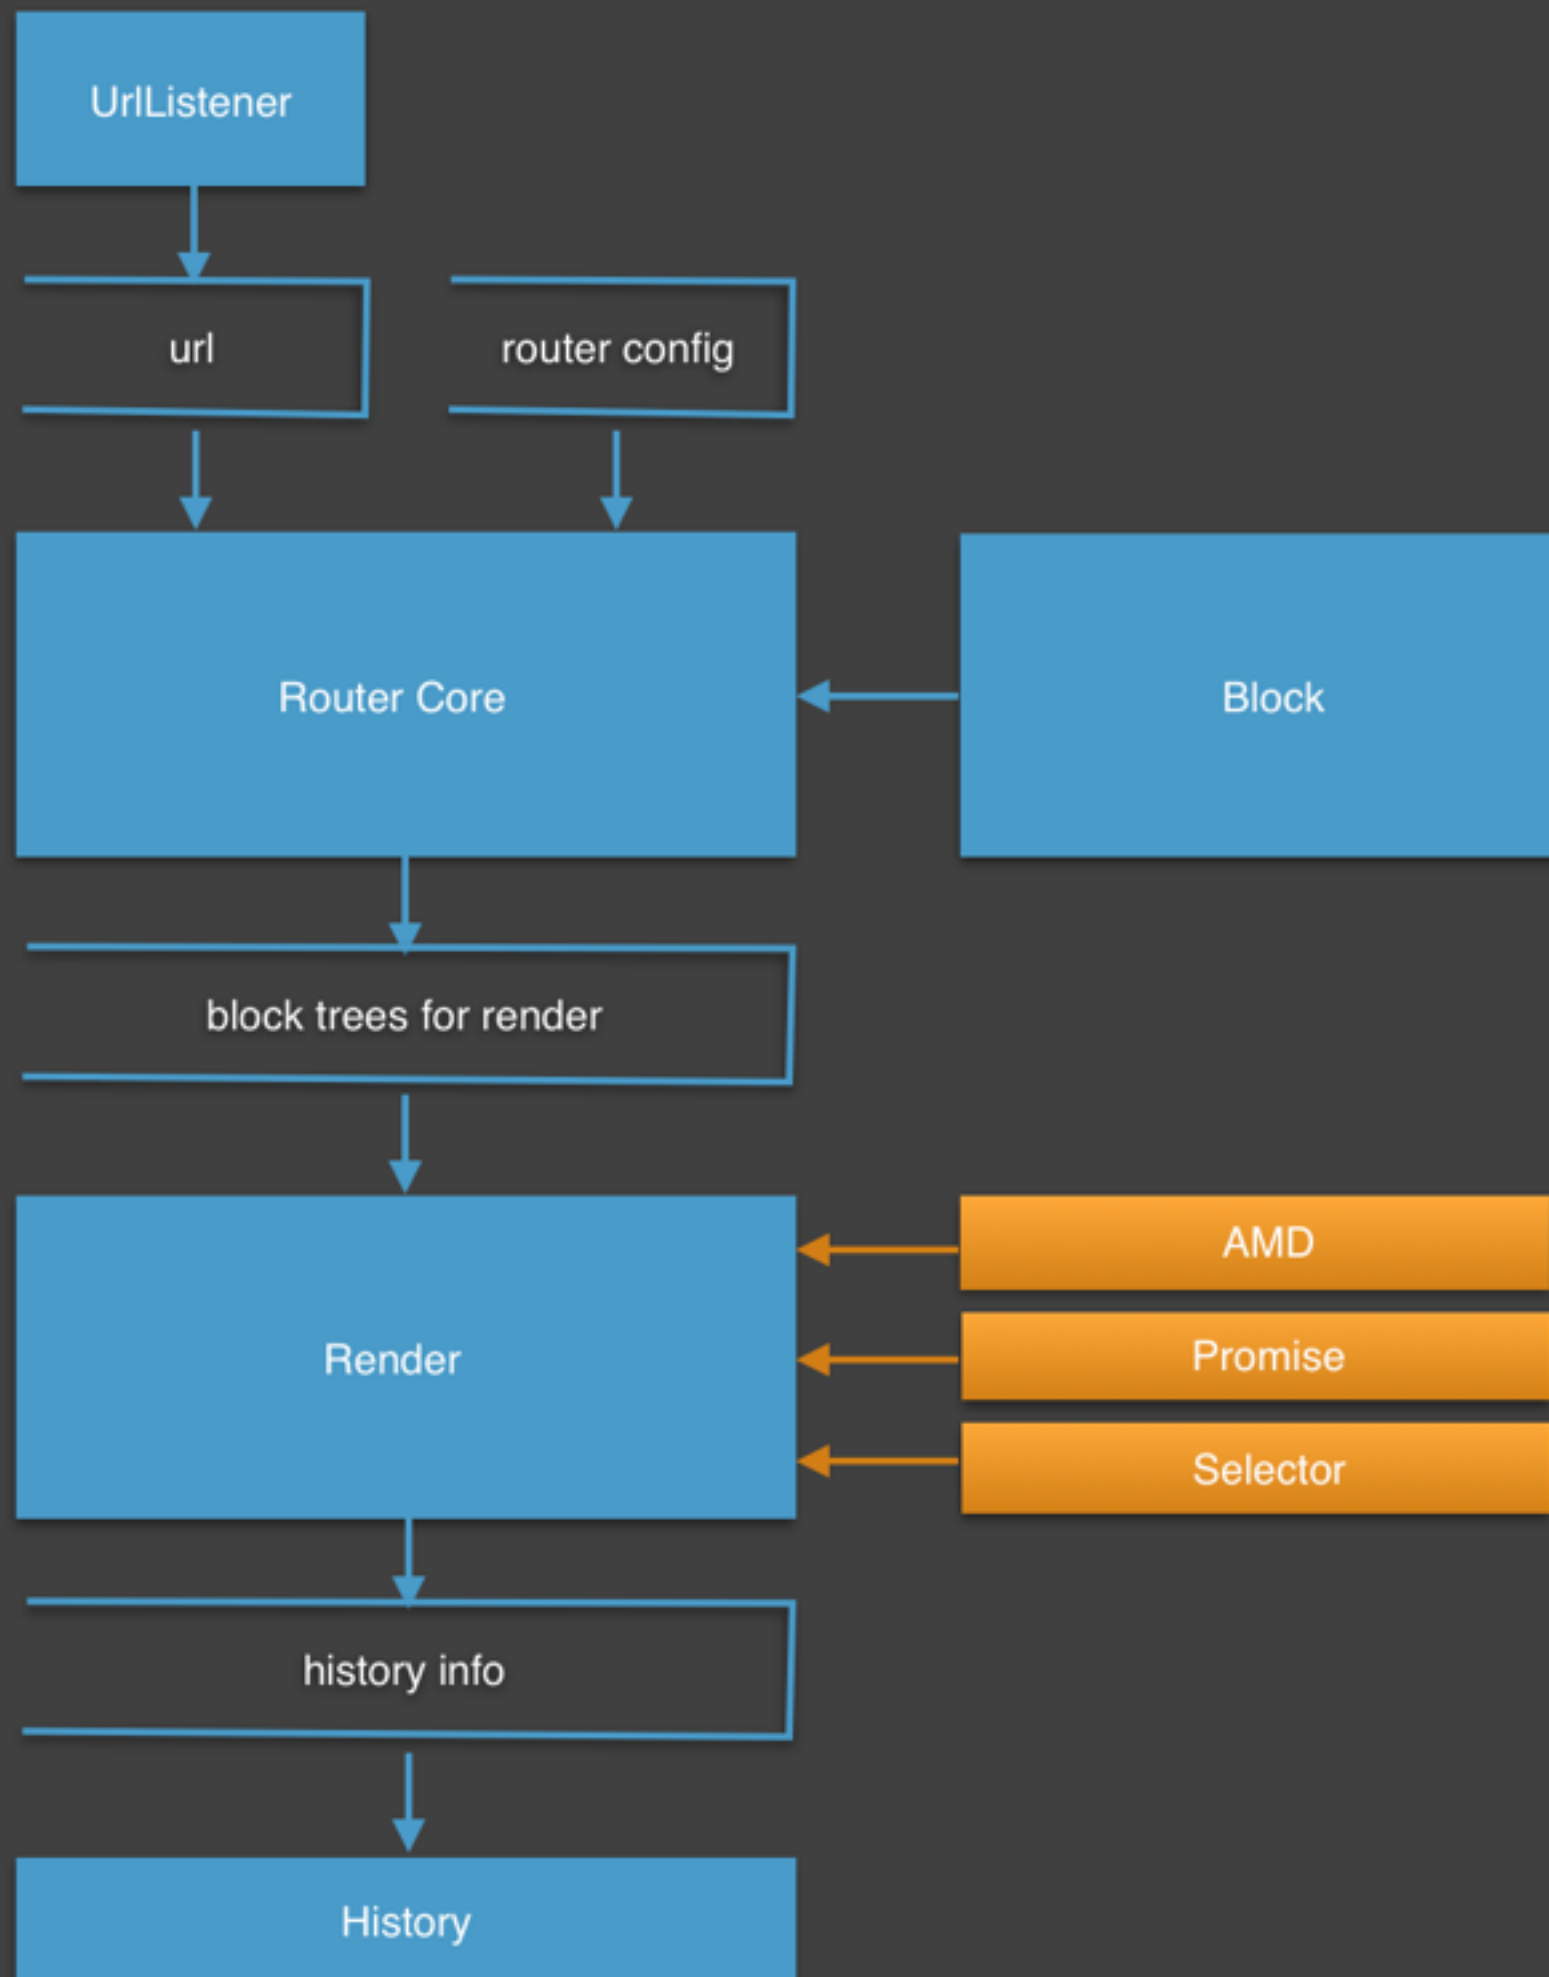 UrlListener
url
router config
Router Core
Block
block trees for render
AMD
Render
Promise
Selector
history info
History